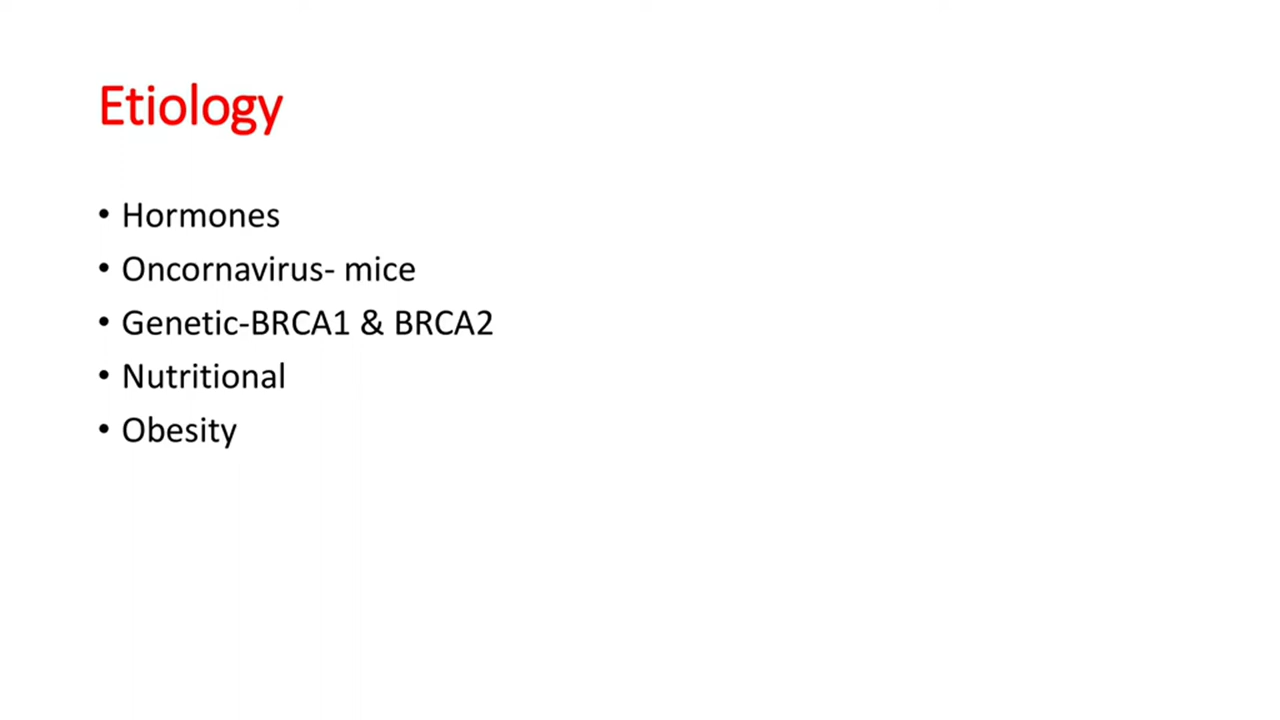 Etiology
• Hormones
• Oncornavirus- mice
• Genetic-BRCA1 & BRCA2
• Nutritional
• Obesity